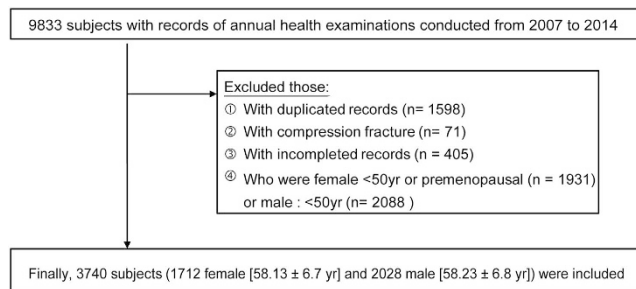 9833 subjects with records of annual health examinations conducted from 2007 to 2014
Excluded those:
① With duplicated records (n= 1598)
② With compression fracture (n= 71)
③ With incompleted records (n = 405)
④ Who were female <50yr or premenopausal (n = 1931)
or male : <50yr (n= 2088 )
Finally, 3740 subjects (1712 female [58.13 ± 6.7 yr] and 2028 male [58.23 ± 6.8 yr]) were included